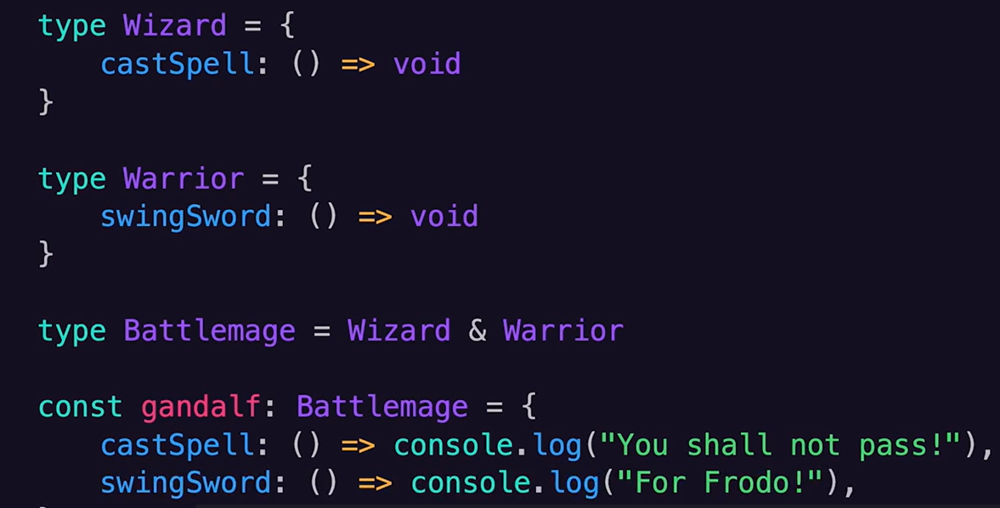 type Wizard = {
    castSpell: () => void
}

type Warrior = {
    swingSword: () => void
}

type Battlemage = Wizard & Warrior

const gandalf: Battlemage = {
    castSpell: () => console.log("You shall not pass!"),
    swingSword: () => console.log("For Frodo!"),